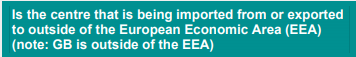 Is the centre that is being imported from or exported
to outside of the European Economic Area (EEA)
(note: GB is outside of the EEA)